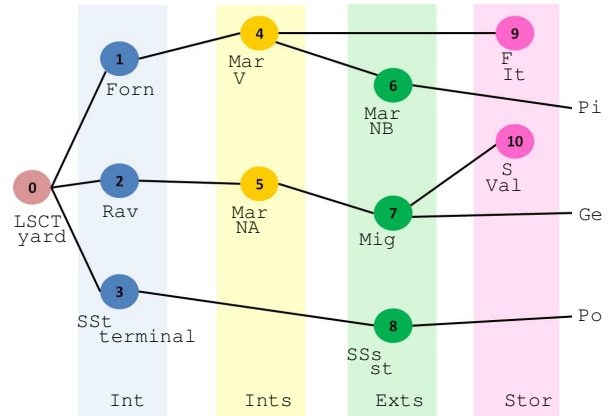 4
9
1
Mar
V
F
It
Forn
6
Mar
NB
Pi
10
S
Val
0
2
5
LSCT
yard
Rav
Mar
NA
7
Mig
Ge
3
SSt
terminal
8
SSs
st
Po
Int
Ints
Exts
Stor